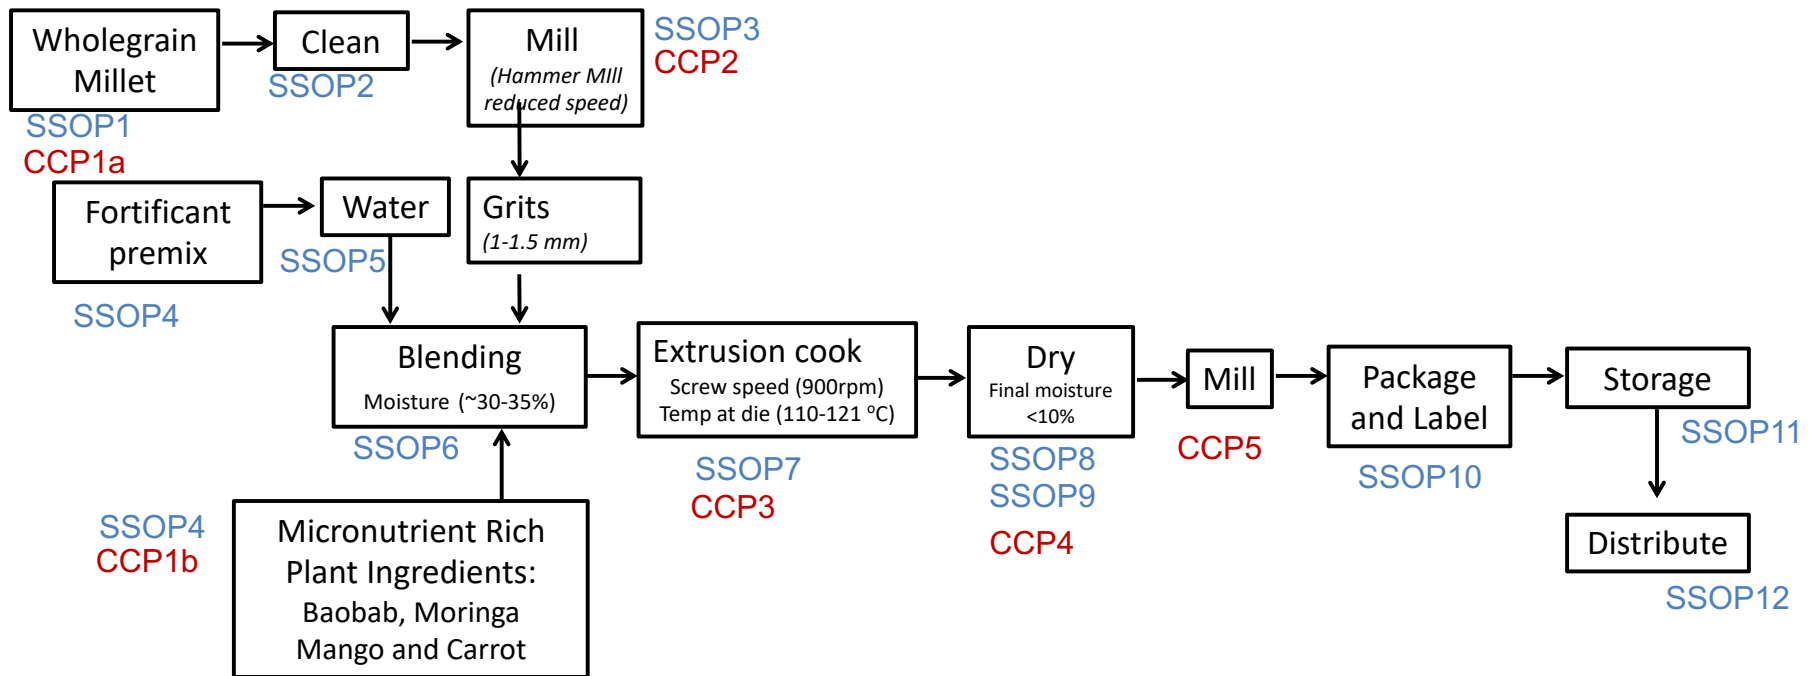 Wholegrain
Millet
SSOP1
CCP1a
Clean
SSOP2
Mill
(Hammer MIll
reduced speed)
SSOP3
CCP2
Fortificant
premix
SSOP4
Water
SSOP5
Grits
(1-1.5 mm)
Blending
Moisture (~30-35%)
SSOP6
Extrusion cook
Screw speed (900rpm)
Temp at die (110-121 ºC)
SSOP7
CCP3
Dry
Final moisture
<10%
SSOP8
SSOP9
CCP4
Mill
CCP5
Package
and Label
SSOP10
Storage
SSOP11
Distribute
SSOP12
SSOP4
CCP1b
Micronutrient Rich
Plant Ingredients:
Baobab, Moringa
Mango and Carrot